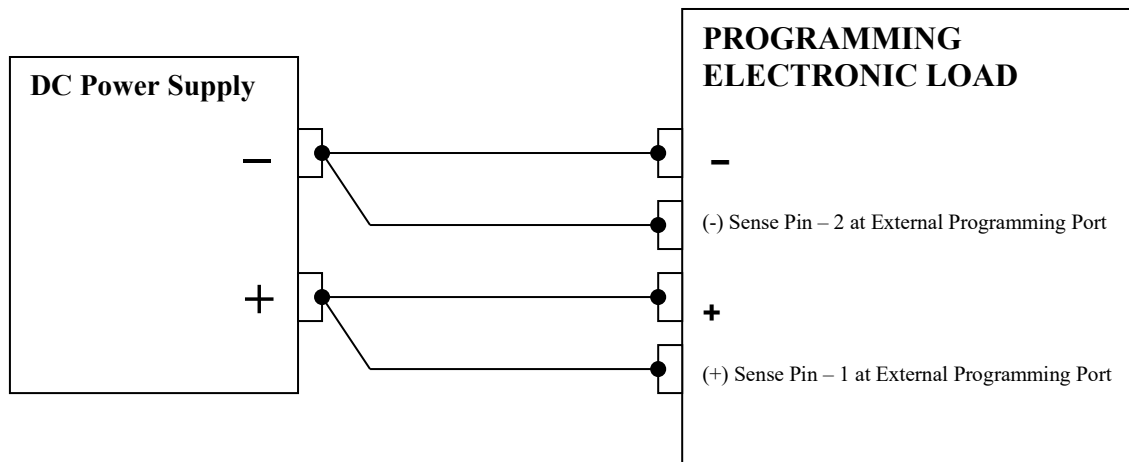 PROGRAMMING
ELECTRONIC LOAD
DC Power Supply
–
-
(-) Sense Pin – 2 at External Programming Port
+
+
(+) Sense Pin – 1 at External Programming Port